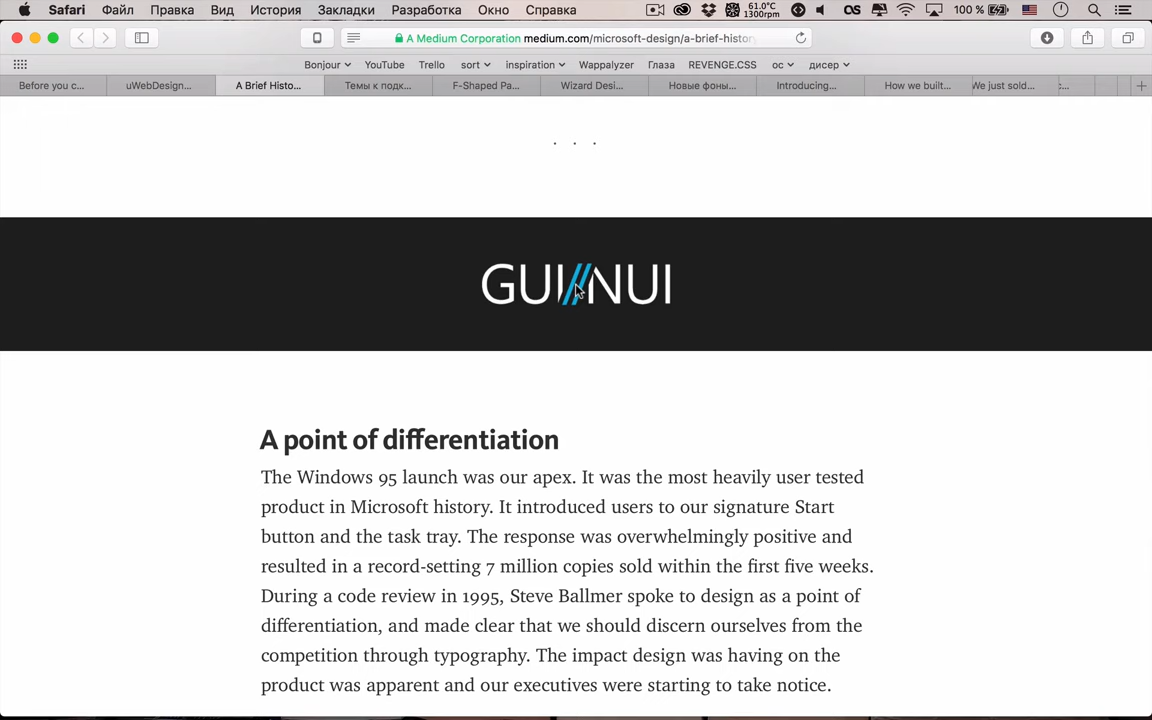 Safari Файл Правка Вид История Закладки Разработка Окно Справка 61.0°C 1300rpm 100 %
A Medium Corporation medium.com/microsoft-design/a-brief-histor
Bonjour YouTube Trello sort inspiration Wappalyzer Глаза REVENGE.CSS ос дисер
Before you c... uWebDesign... A Brief Histo... Темы к подк... F-Shaped Pa... Wizard Desi... Новые фоны... Introducing... How we built... We just sold...
. . .
GUI//NUI
A point of differentiation
The Windows 95 launch was our apex. It was the most heavily user tested
product in Microsoft history. It introduced users to our signature Start
button and the task tray. The response was overwhelmingly positive and
resulted in a record-setting 7 million copies sold within the first five weeks.
During a code review in 1995, Steve Ballmer spoke to design as a point of
differentiation, and made clear that we should discern ourselves from the
competition through typography. The impact design was having on the
product was apparent and our executives were starting to take notice.